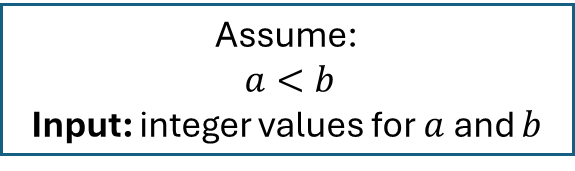 Assume:
a < b
Input: integer values for a and b